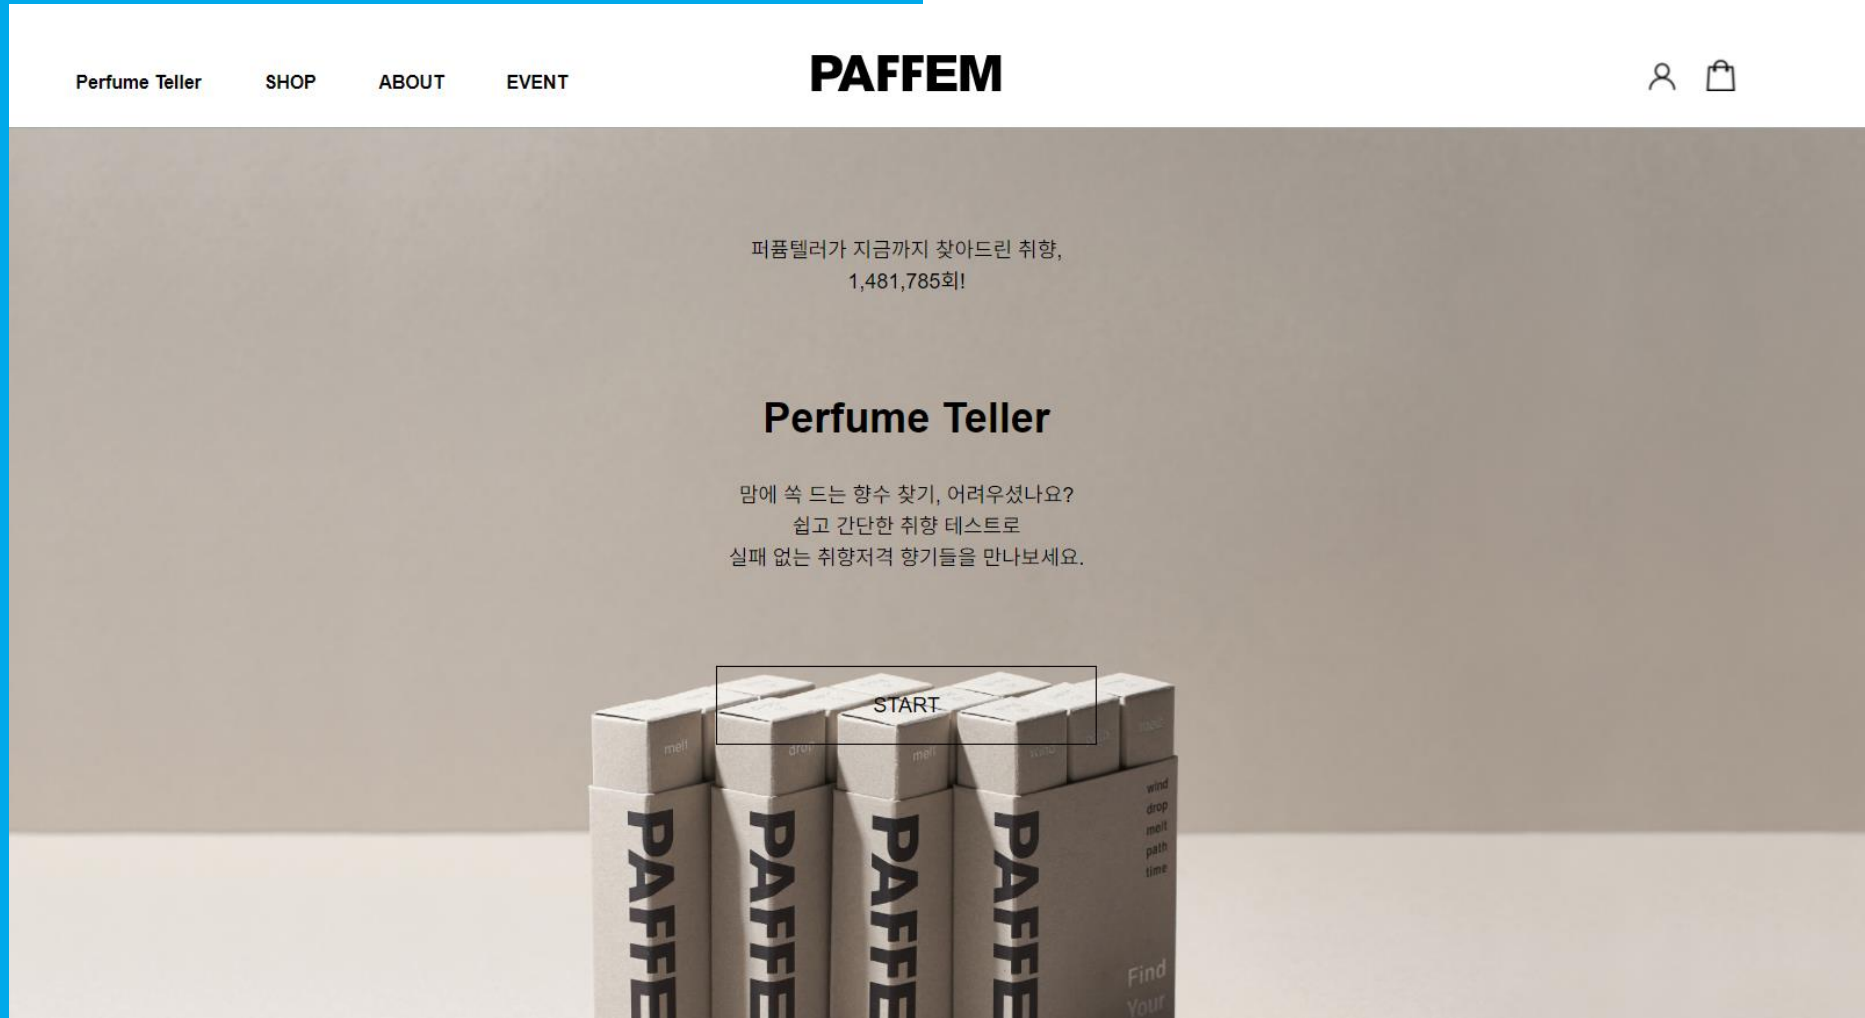 Perfume Teller
SHOP
ABOUT
EVENT
PAFFEM
퍼퓸텔러가 지금까지 찾아드린 취향,
1,481,785회!
Perfume Teller
맘에 쏙 드는 향수 찾기, 어려우셨나요?
쉽고 간단한 취향 테스트로
실패 없는 취향저격 향기들을 만나보세요.
START
melt
drop
melt
wind
wind
drop
melt
path
time
PAFFE
PAFFE
PAFFE
PAFFE
Find
Your